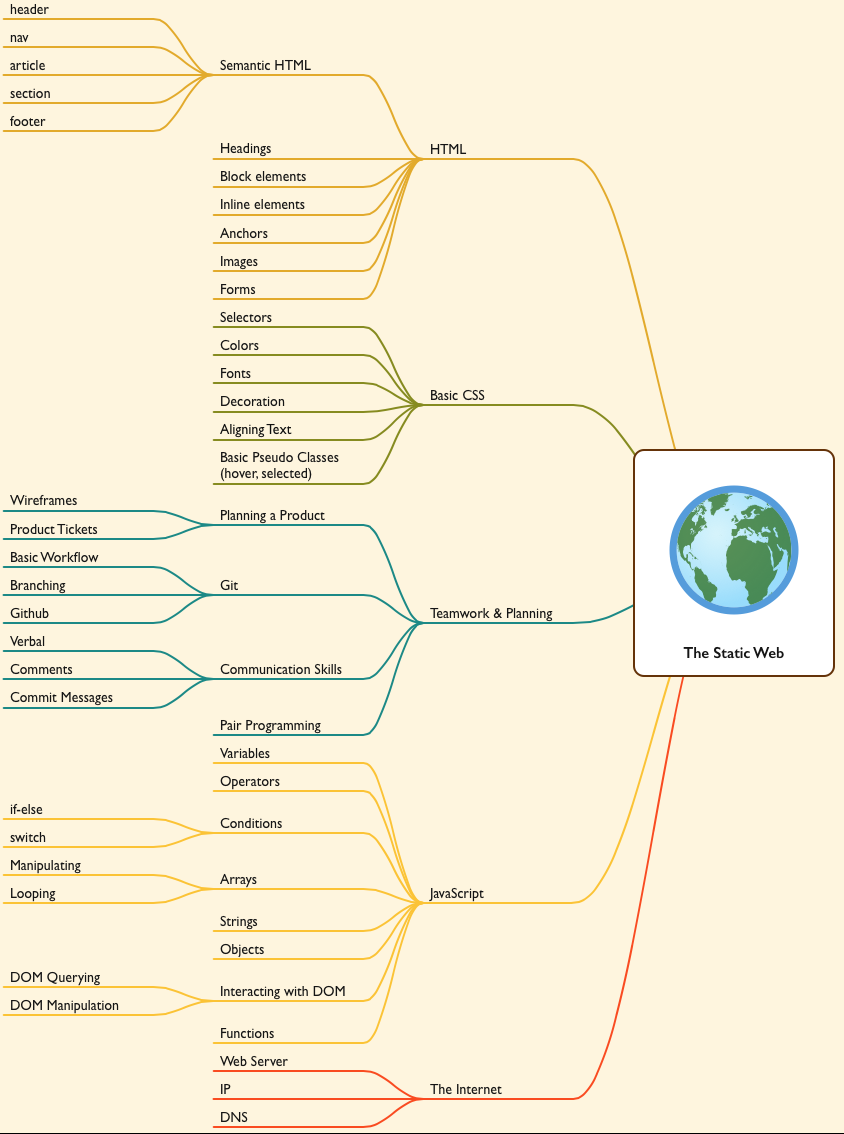 header
nav
article
section
footer
Semantic HTML
Headings
Block elements
Inline elements
Anchors
Images
Forms
HTML
Selectors
Colors
Fonts
Decoration
Aligning Text
Basic Pseudo Classes
(hover, selected)
Basic CSS
Wireframes
Product Tickets
Planning a Product
Basic Workflow
Branching
Github
Git
Verbal
Comments
Commit Messages
Communication Skills
Pair Programming
Teamwork & Planning
The Static Web
Variables
Operators
if-else
switch
Conditions
Manipulating
Looping
Arrays
Strings
Objects
DOM Querying
DOM Manipulation
Interacting with DOM
Functions
JavaScript
Web Server
IP
DNS
The Internet